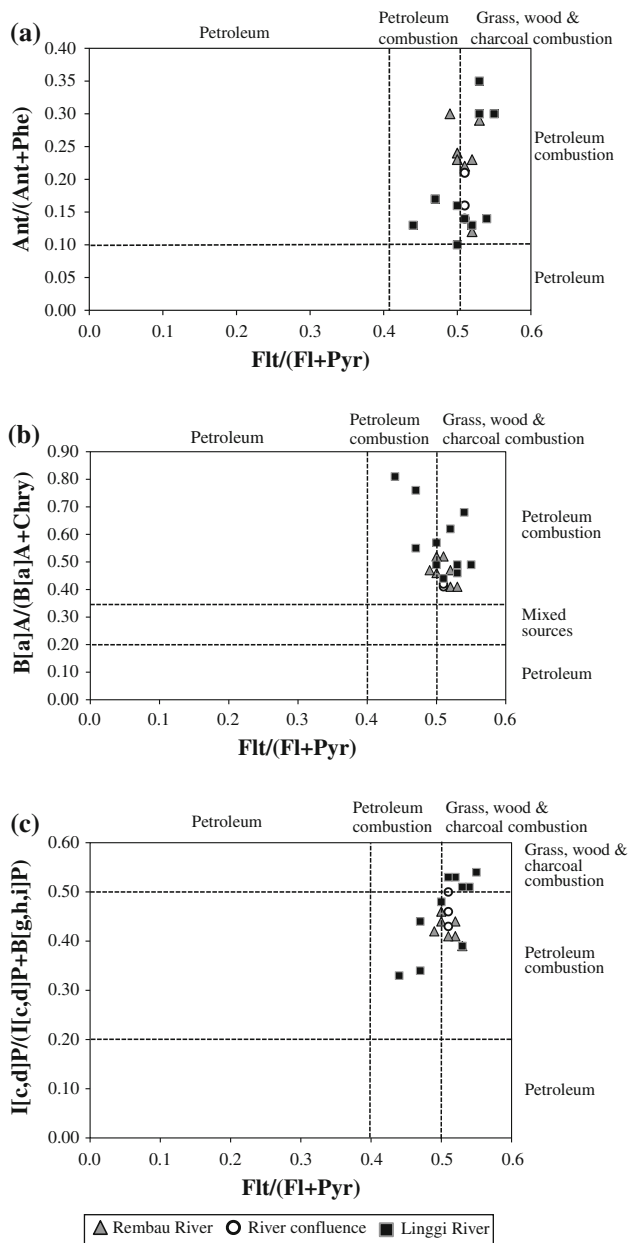 (a)
Petroleum
Petroleum
combustion
Grass, wood &
charcoal combustion
0.40
0.35
0.30
0.25
0.20
0.15
0.10
0.05
0.00
Ant/(Ant+Phe)
Petroleum
combustion
Petroleum
0.0
0.1
0.2
0.3
0.4
0.5
0.6
Flt/(Fl+Pyr)
(b)
Petroleum
Petroleum
combustion
Grass, wood &
charcoal combustion
0.90
0.80
0.70
0.60
0.50
0.40
0.30
0.20
0.10
0.00
B[a]A/(B[a]A+Chry)
Petroleum
combustion
Mixed
sources
Petroleum
0.0
0.1
0.2
0.3
0.4
0.5
0.6
Flt/(Fl+Pyr)
(c)
Petroleum
Petroleum
combustion
Grass, wood &
charcoal combustion
0.60
0.50
0.40
0.30
0.20
0.10
0.00
I[c,d]P/(I[c,d]P+B[g,h,i]P)
Grass, wood &
charcoal
combustion
Petroleum
combustion
Petroleum
0.0
0.1
0.2
0.3
0.4
0.5
0.6
Flt/(Fl+Pyr)
Rembau River
River confluence
Linggi River